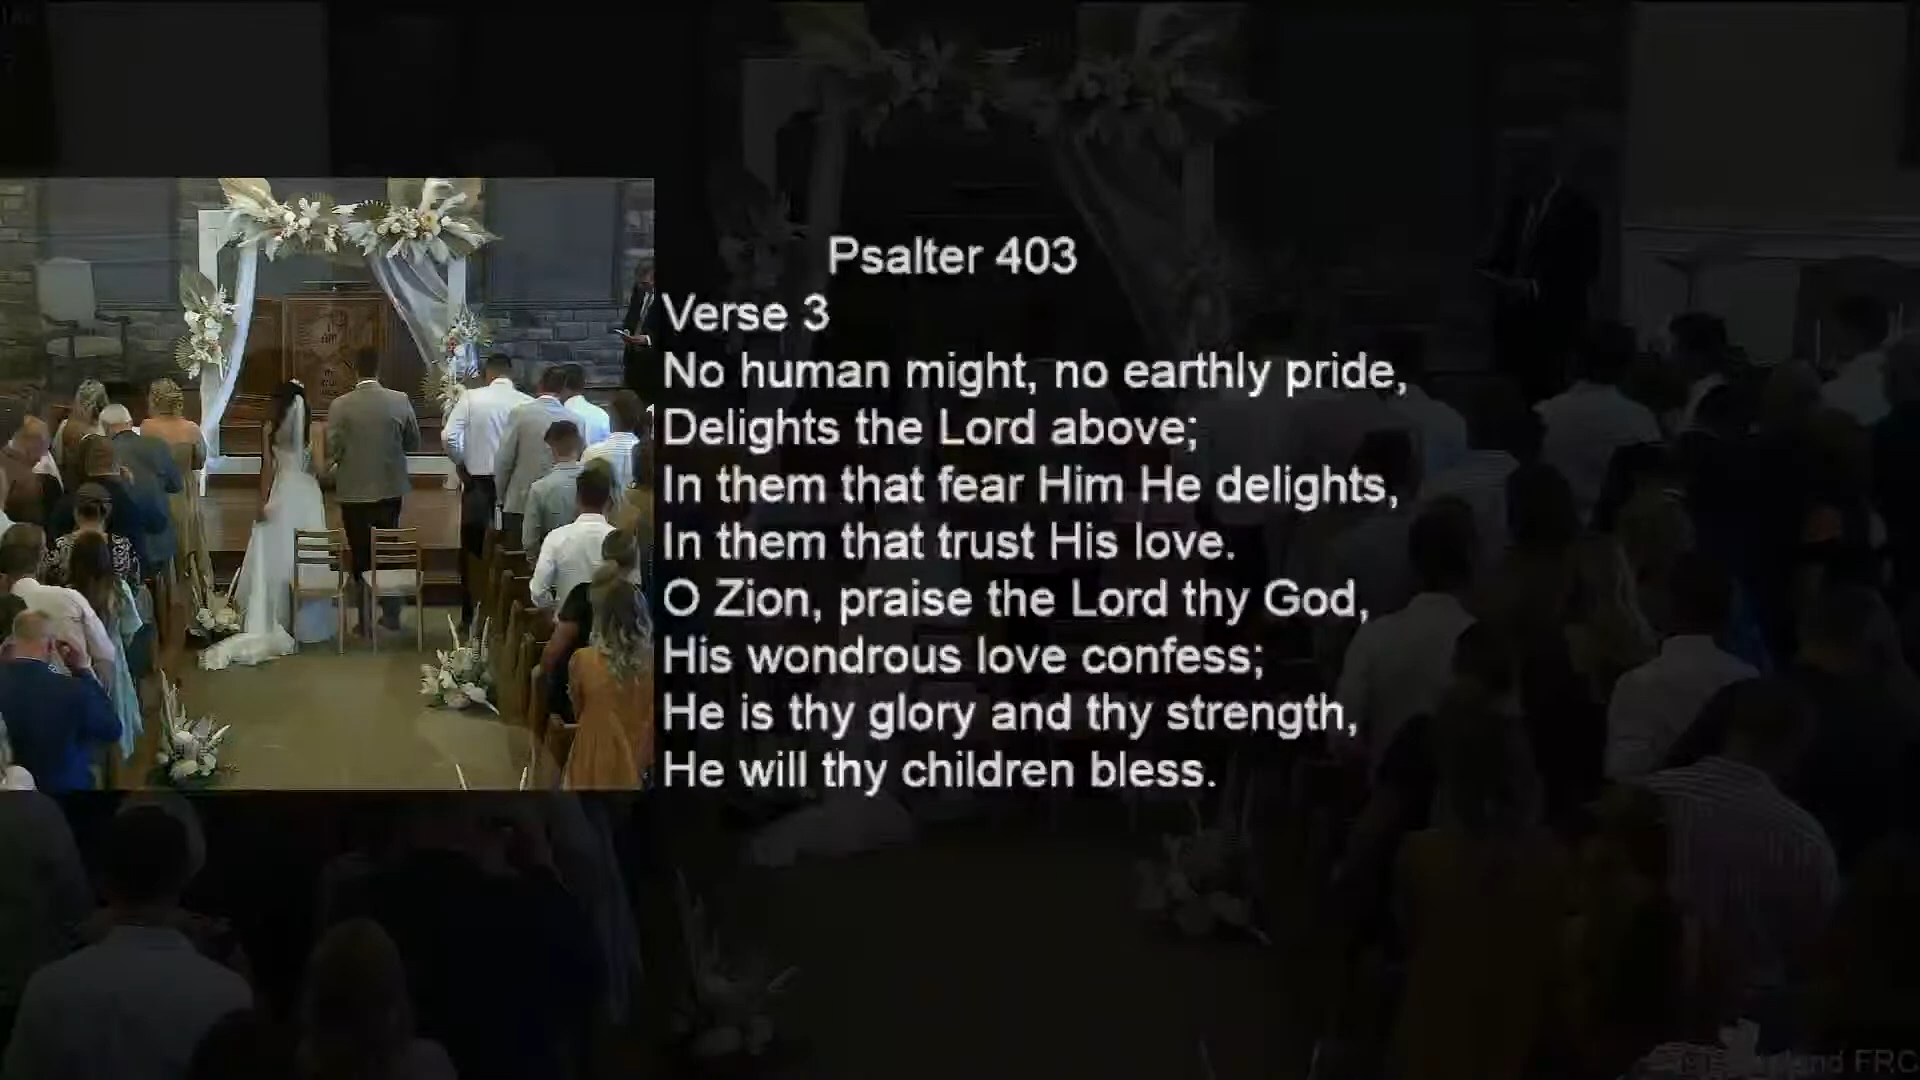 Psalter 403
Verse 3
No human might, no earthly pride,
Delights the Lord above;
In them that fear Him He delights,
In them that trust His love.
O Zion, praise the Lord thy God,
His wondrous love confess;
He is thy glory and thy strength,
He will thy children bless.
FRC